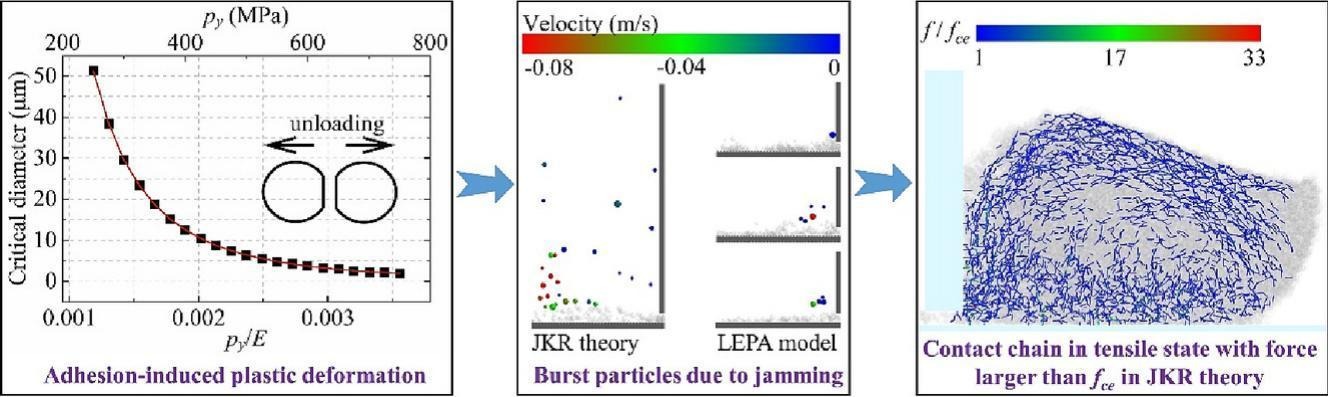 p_y (MPa)
200 400 600 800
Critical diameter (μm)
50
40
30
20
10
0
unloading
0.001 0.002 0.003
p_y/E
Adhesion-induced plastic deformation
Velocity (m/s)
-0.08 -0.04 0
JKR theory LEPA model
Burst particles due to jamming
f / f_ce
1 17 33
Contact chain in tensile state with force
larger than f_ce in JKR theory